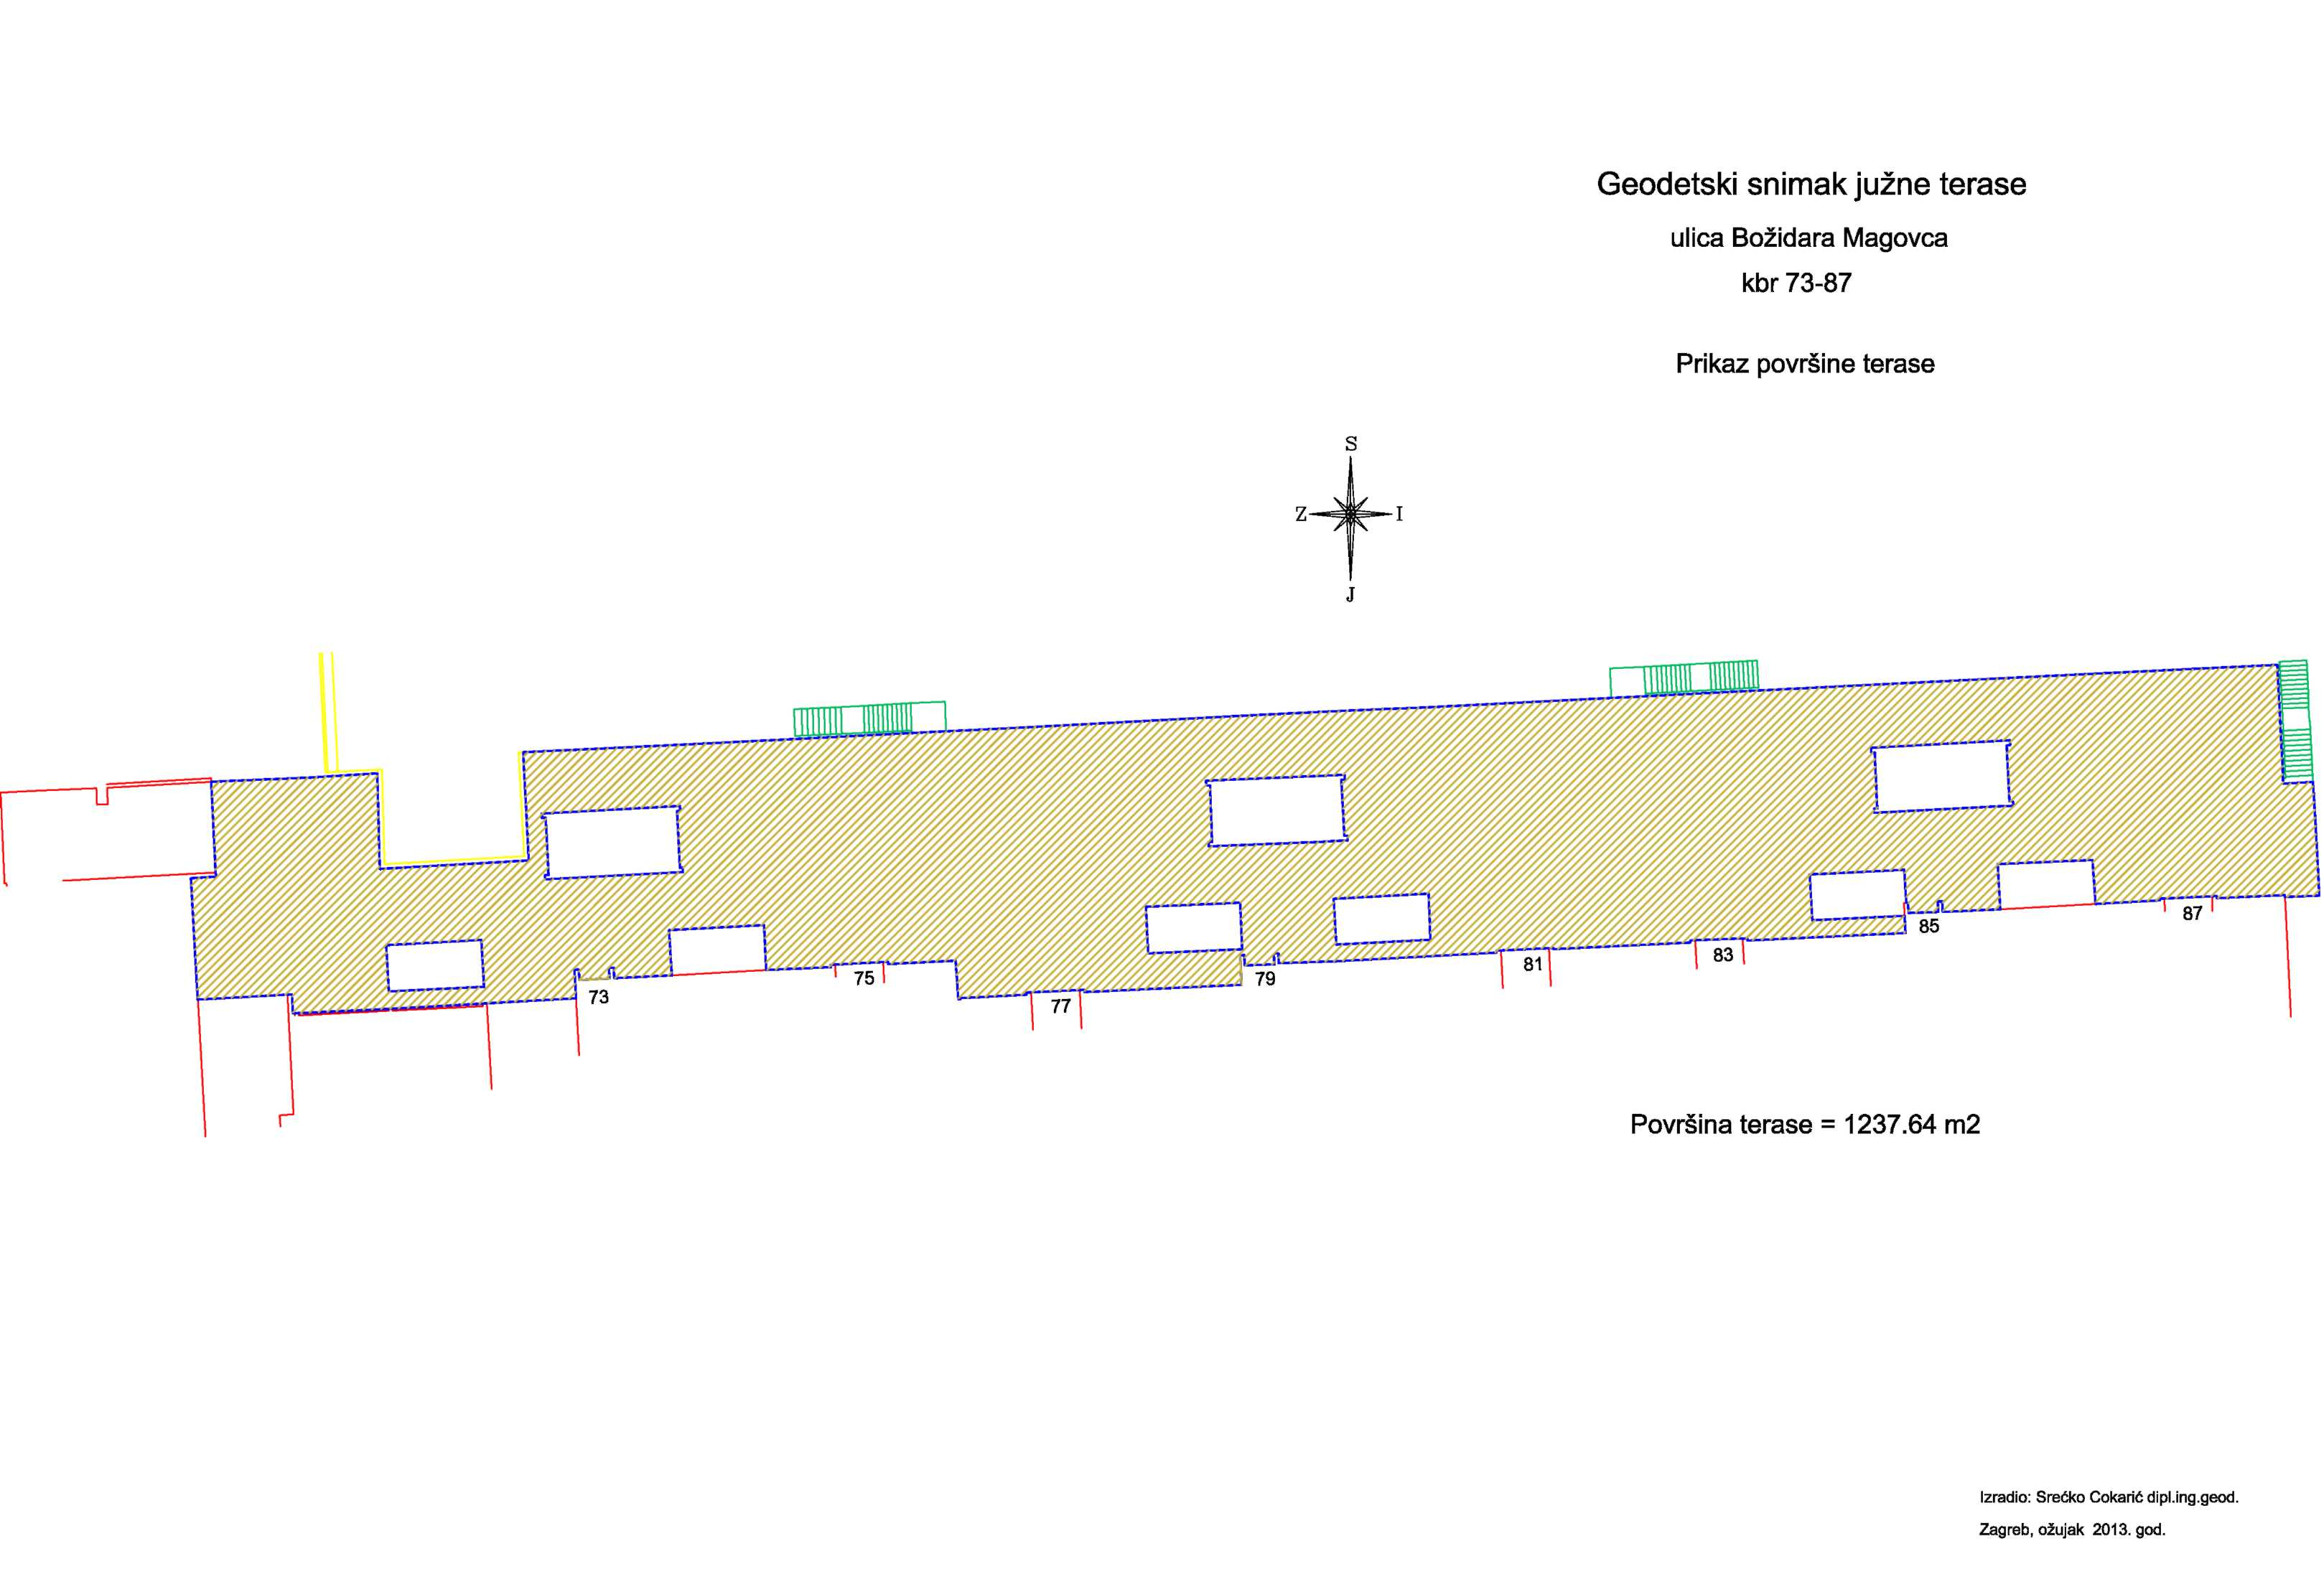 Geodetski snimak južne terase
ulica Božidara Magovca
kbr 73-87
Prikaz površine terase
S
Z I
J
73
75
77
79
81
83
85
87
Površina terase = 1237.64 m2
Izradio: Srećko Cokarić dipl.ing.geod.
Zagreb, ožujak 2013. god.